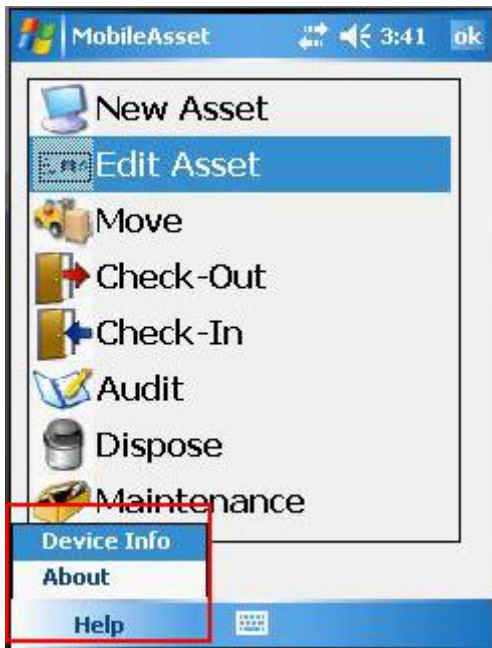 MobileAsset 3:41 ok
New Asset
Edit Asset
Move
Check-Out
Check-In
Audit
Dispose
Maintenance
Device Info
About
Help